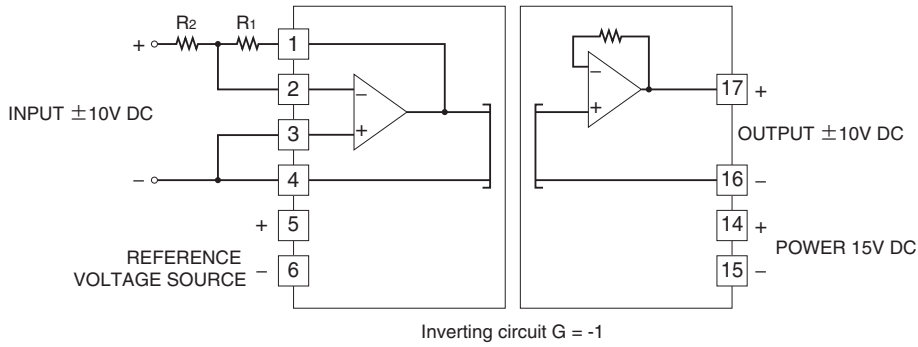 R2 R1
+ 1
2 −
INPUT ±10V DC
3 +
− 4
+ 5
REFERENCE
VOLTAGE SOURCE − 6
−
+
17 +
OUTPUT ±10V DC
16 −
14 +
POWER 15V DC
15 −
Inverting circuit G = -1